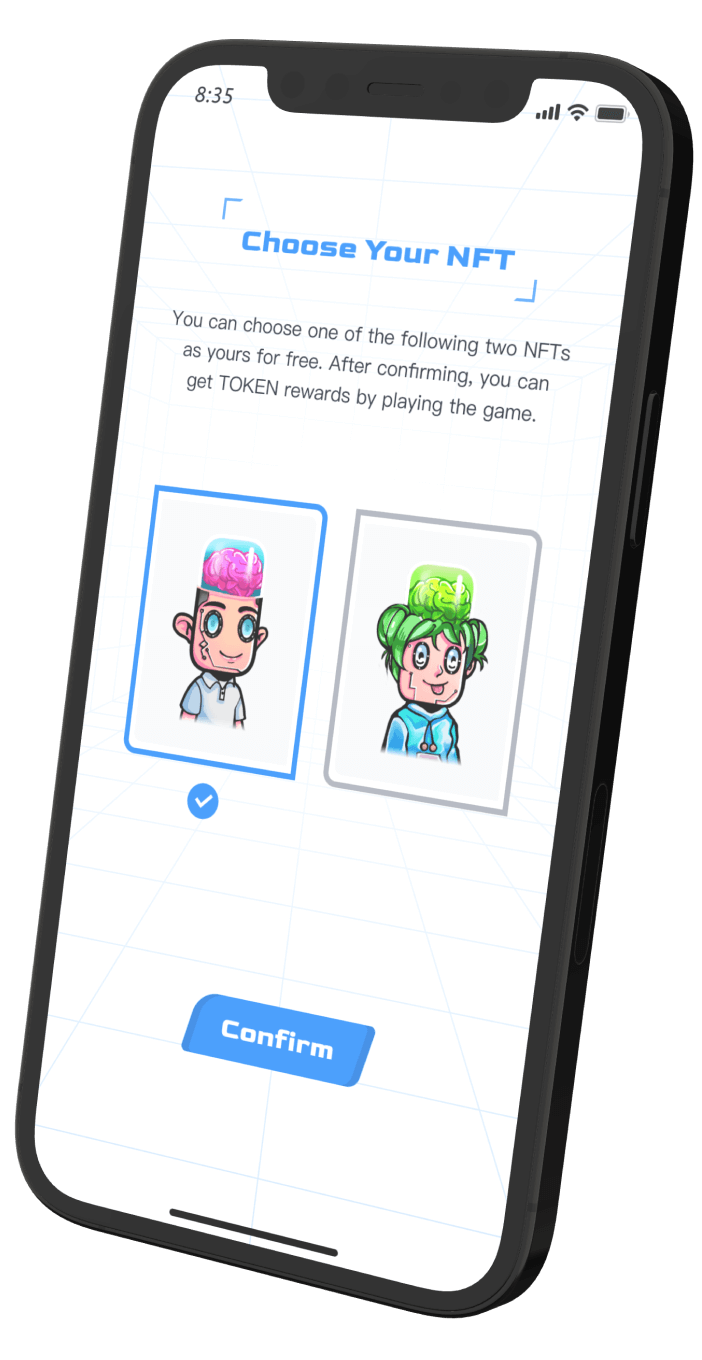 8:35
Choose Your NFT
You can choose one of the following two NFTs
as yours for free. After confirming, you can
get TOKEN rewards by playing the game.
Confirm